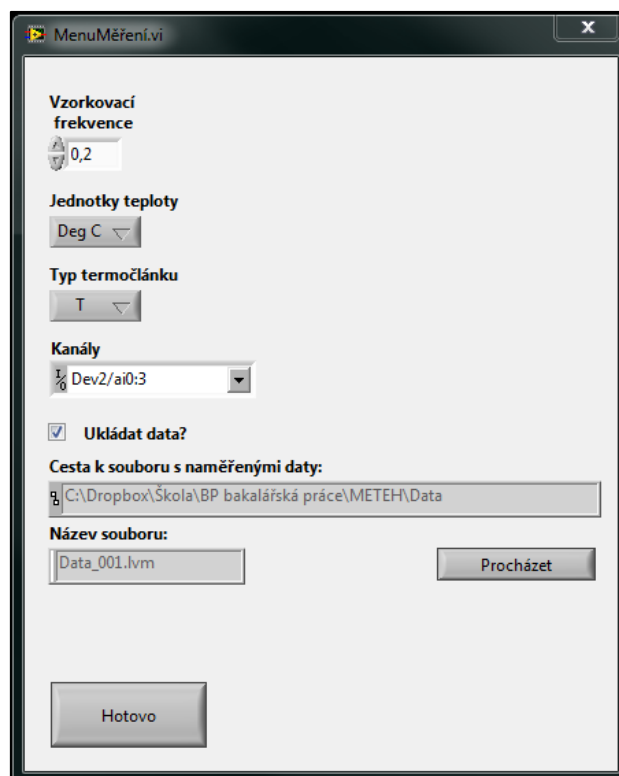 MenuMěření.vi
x
Vzorkovací
frekvence
0,2
Jednotky teploty
Deg C
Typ termočlánku
T
Kanály
I/O Dev2/ai0:3
Ukládat data?
Cesta k souboru s naměřenými daty:
C:\Dropbox\Škola\BP bakalářská práce\METEH\Data
Název souboru:
Data_001.lvm
Procházet
Hotovo